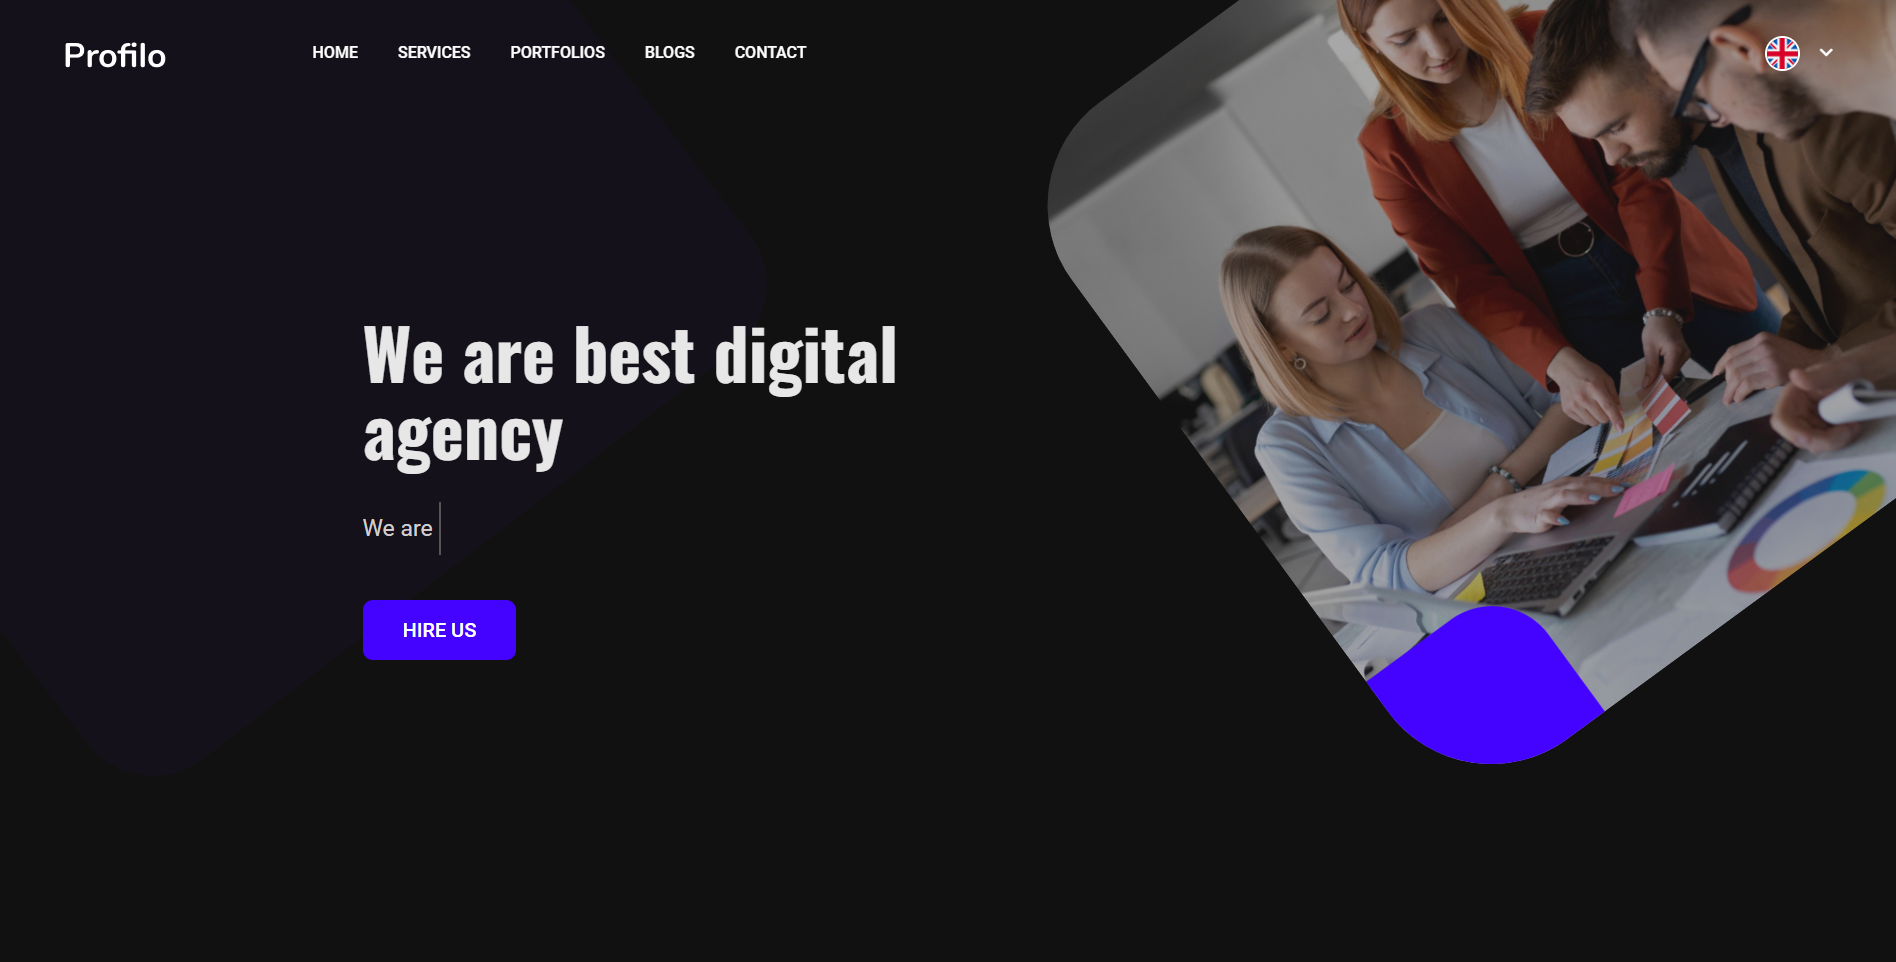 Profilo
HOME SERVICES PORTFOLIOS BLOGS CONTACT
We are best digital
agency
We are
HIRE US